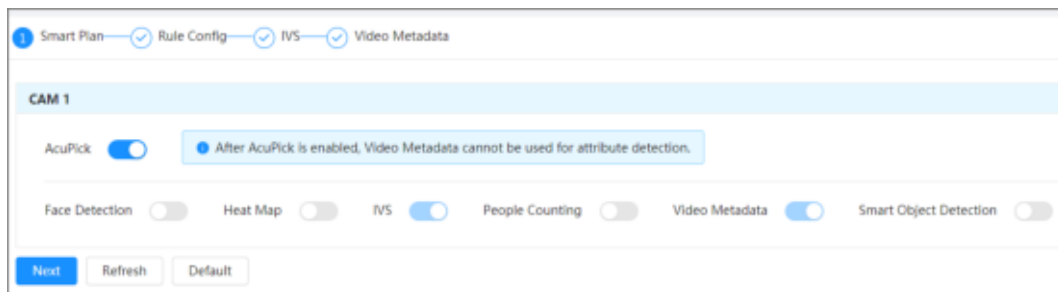 1 Smart Plan Rule Config IVS Video Metadata
CAM 1
AcuPick After AcuPick is enabled, Video Metadata cannot be used for attribute detection.
Face Detection Heat Map IVS People Counting Video Metadata Smart Object Detection
Next Refresh Default